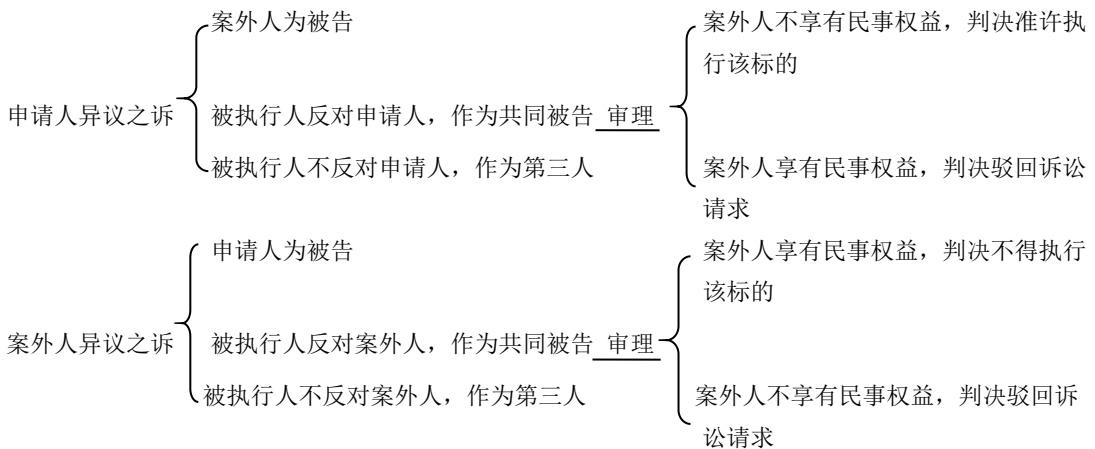 案外人为被告
案外人不享有民事权益，判决准许执
行该标的
申请人异议之诉
被执行人反对申请人，作为共同被告 审理
被执行人不反对申请人，作为第三人
案外人享有民事权益，判决驳回诉讼
请求
申请人为被告
案外人享有民事权益，判决不得执行
该标的
案外人异议之诉
被执行人反对案外人，作为共同被告 审理
被执行人不反对案外人，作为第三人
案外人不享有民事权益，判决驳回诉
讼请求